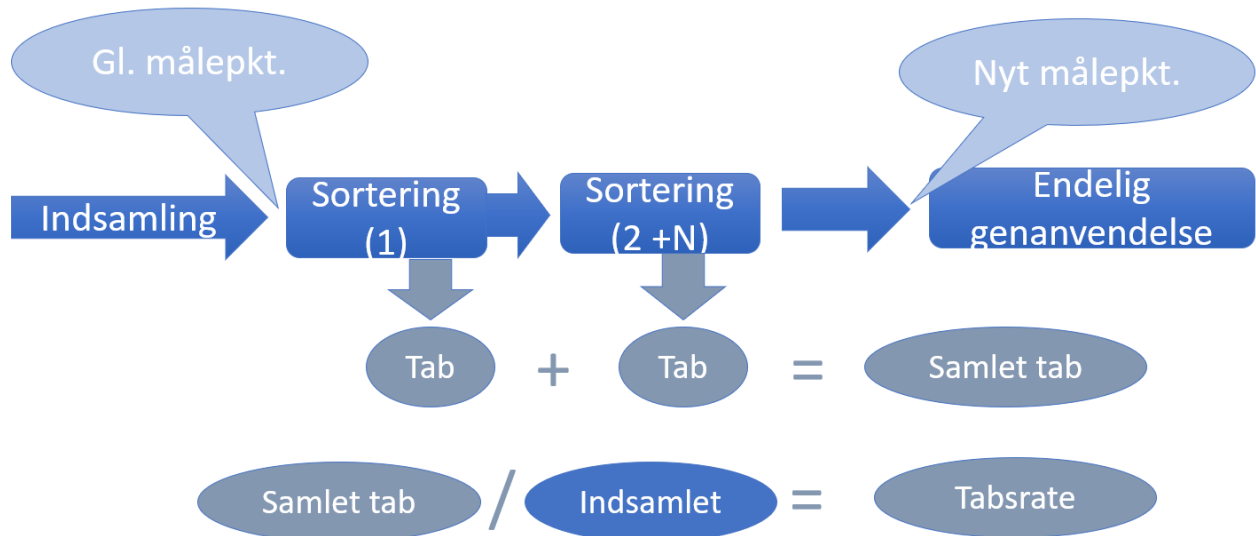 Gl. målepkt.
Nyt målepkt.
Indsamling
Sortering
(1)
Sortering
(2 +N)
Endelig
genanvendelse
Tab + Tab = Samlet tab
Samlet tab / Indsamlet = Tabsrate